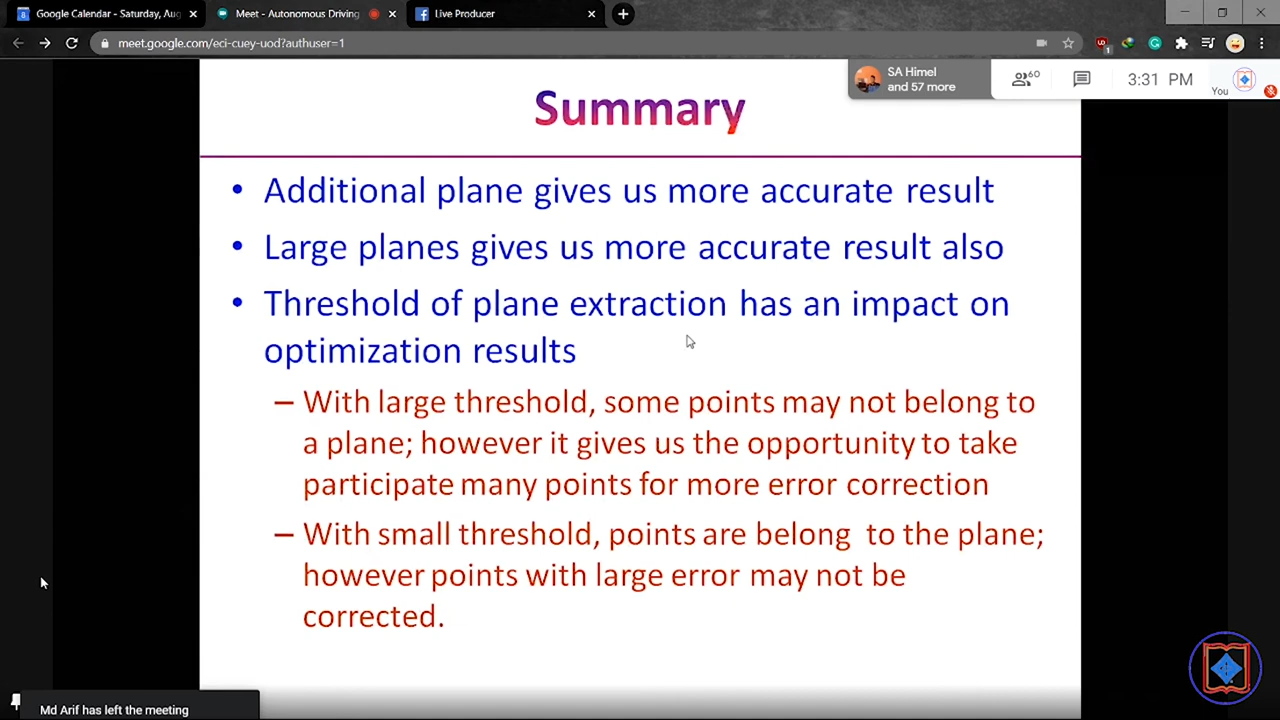 Google Calendar - Saturday, Aug
Meet - Autonomous Driving
Live Producer
meet.google.com/eci-cuey-uod?authuser=1
SA Himel
and 57 more
60
3:31 PM
You
1
8
Summary
• Additional plane gives us more accurate result
• Large planes gives us more accurate result also
• Threshold of plane extraction has an impact on
optimization results
– With large threshold, some points may not belong to
a plane; however it gives us the opportunity to take
participate many points for more error correction
– With small threshold, points are belong to the plane;
however points with large error may not be
corrected.
Md Arif has left the meeting